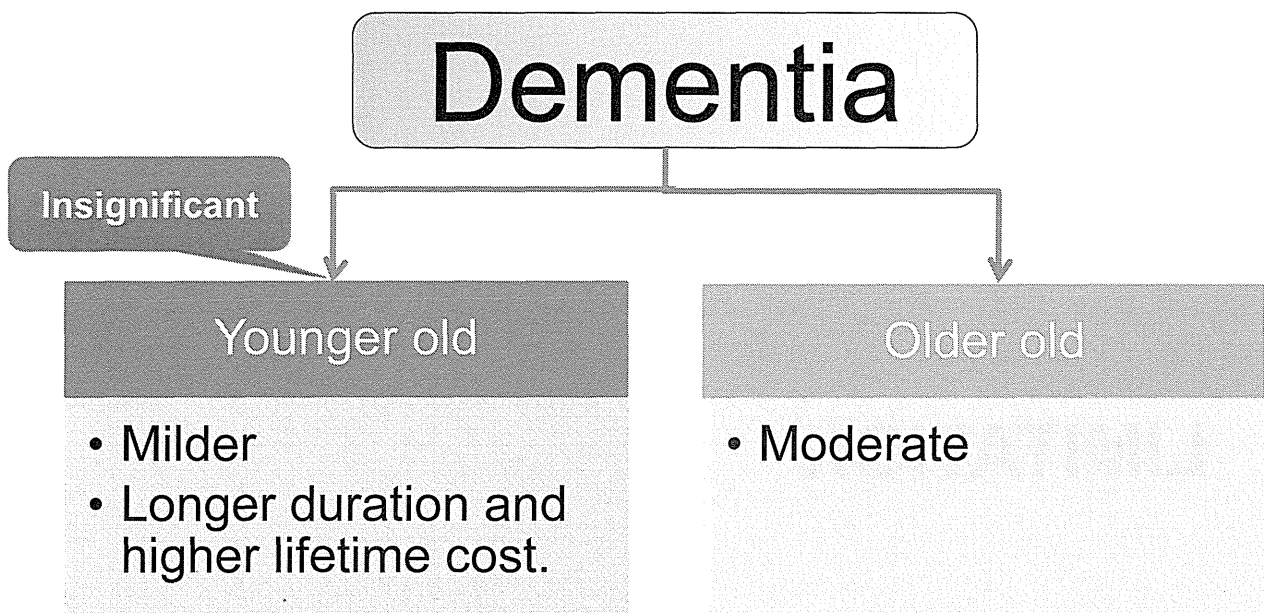 Dementia
Insignificant
Younger old
• Milder
• Longer duration and
higher lifetime cost.
Older old
• Moderate